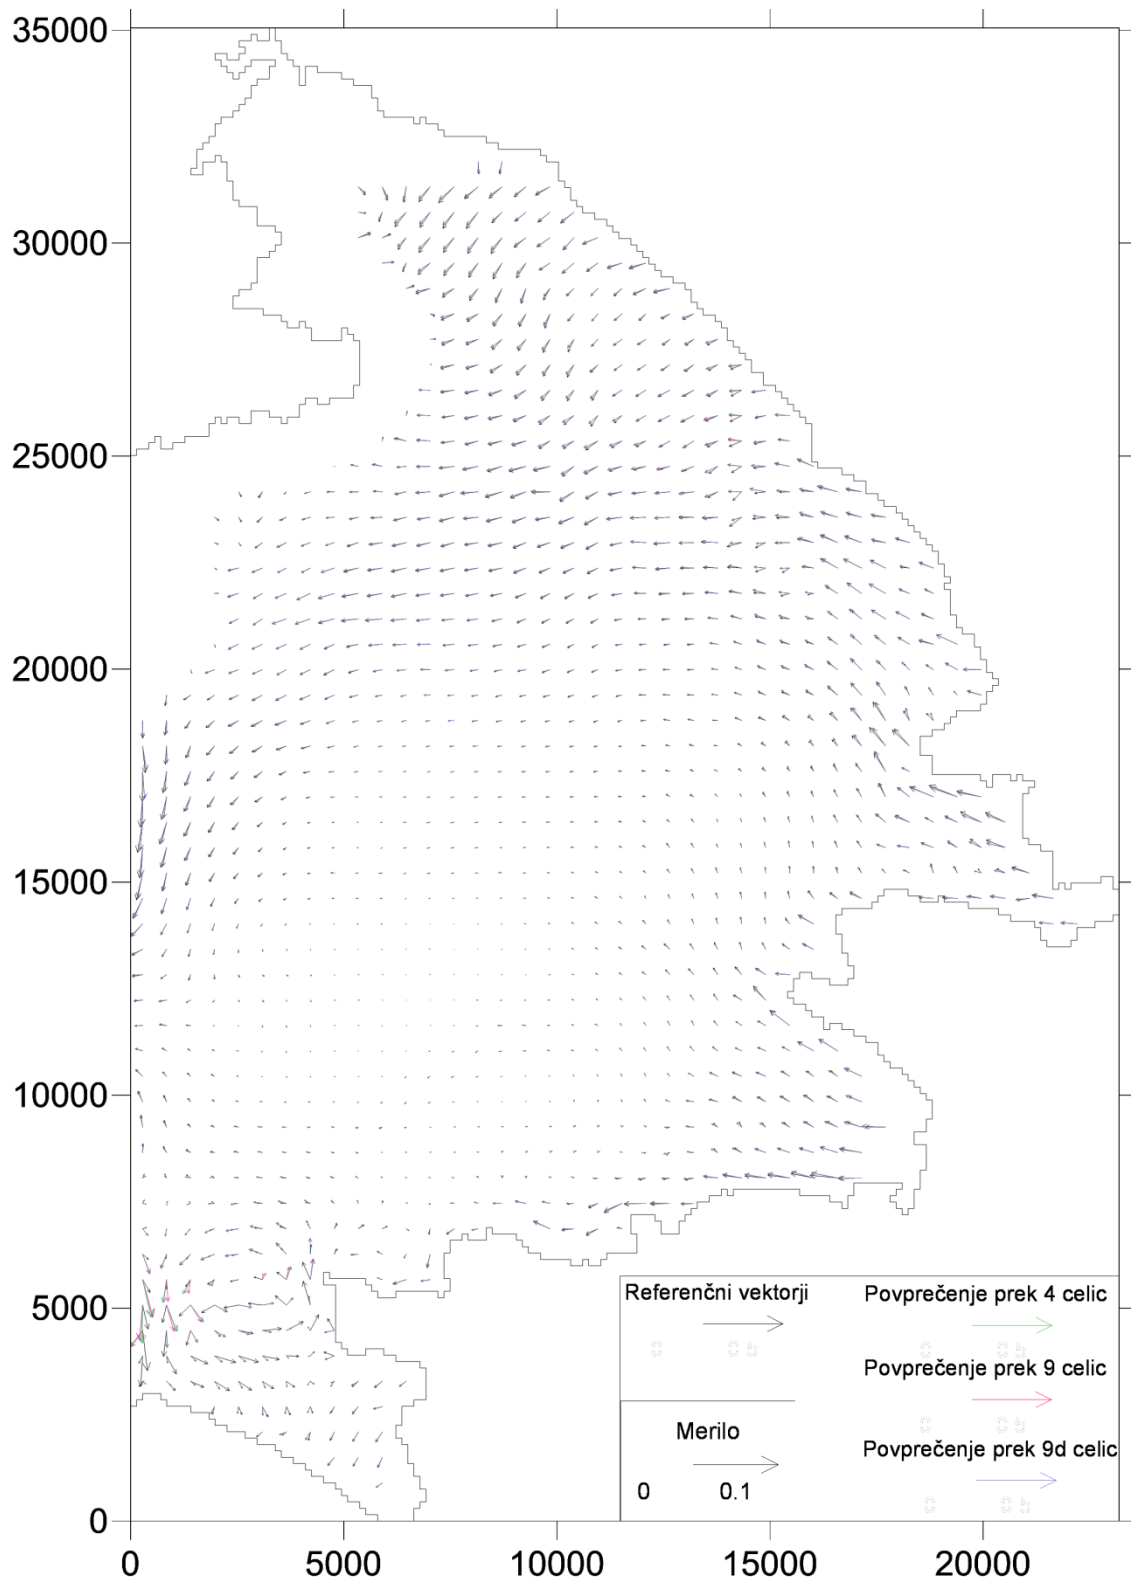 35000
30000
25000
20000
15000
10000
5000
0
0 5000 10000 15000 20000
Referenčni vektorji
Merilo
0 0.1
Povprečenje prek 4 celic
Povprečenje prek 9 celic
Povprečenje prek 9d celic